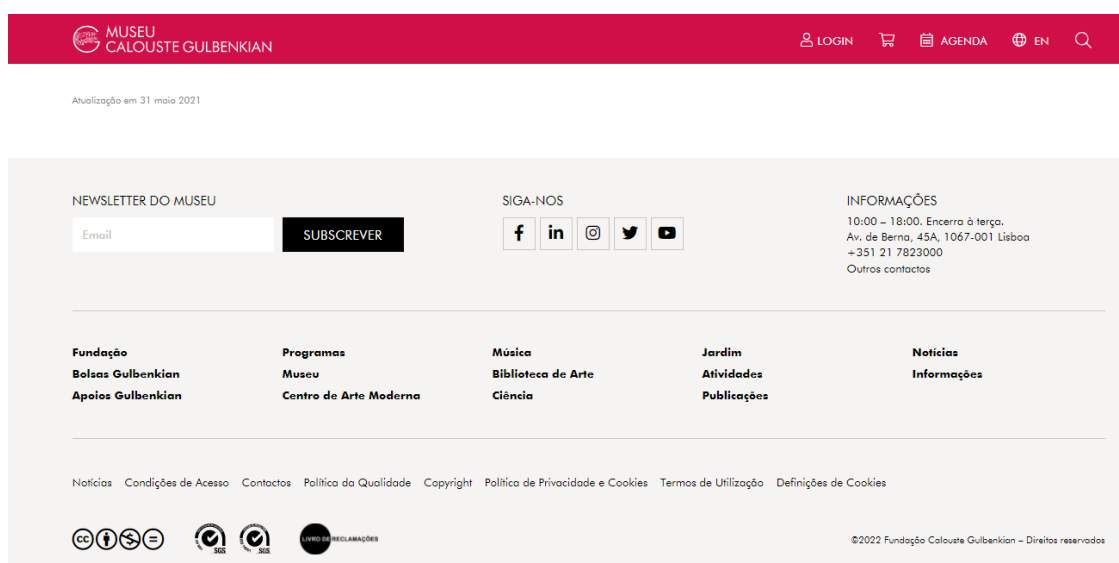 MUSEU
CALOUSTE GULBENKIAN
LOGIN
AGENDA
EN
Atualização em 31 maio 2021
NEWSLETTER DO MUSEU
Email
SUBSCREVER
SIGA-NOS
INFORMAÇÕES
10:00 – 18:00. Encerra à terça.
Av. de Berna, 45A, 1067-001 Lisboa
+351 21 7823000
Outros contactos
Fundação
Bolsas Gulbenkian
Apoios Gulbenkian
Programas
Museu
Centro de Arte Moderna
Música
Biblioteca de Arte
Ciência
Jardim
Atividades
Publicações
Notícias
Informações
Notícias Condições de Acesso Contactos Política da Qualidade Copyright Política de Privacidade e Cookies Termos de Utilização Definições de Cookies
cc
SGS
SGS
LIVRO DE RECLAMAÇÕES
©2022 Fundação Calouste Gulbenkian – Direitos reservados